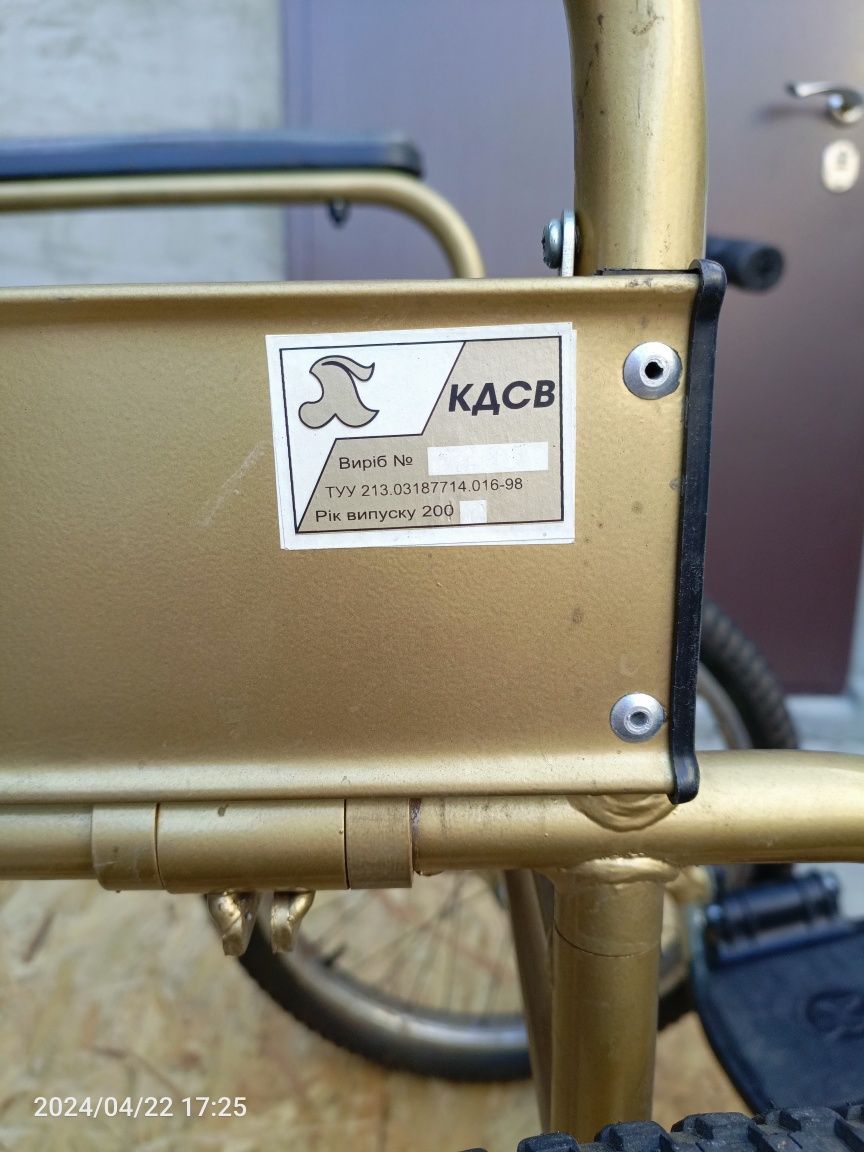 КДСВ
Виріб №
ТУУ 213.03187714.016-98
Рік випуску 200
2024/04/22 17:25